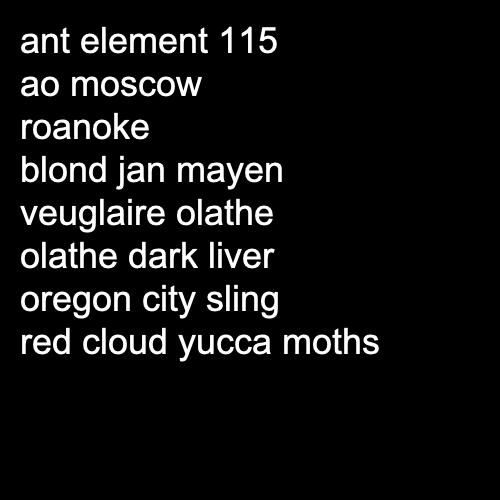 ant element 115
ao moscow
roanoke
blond jan mayen
veuglaire olathe
olathe dark liver
oregon city sling
red cloud yucca moths